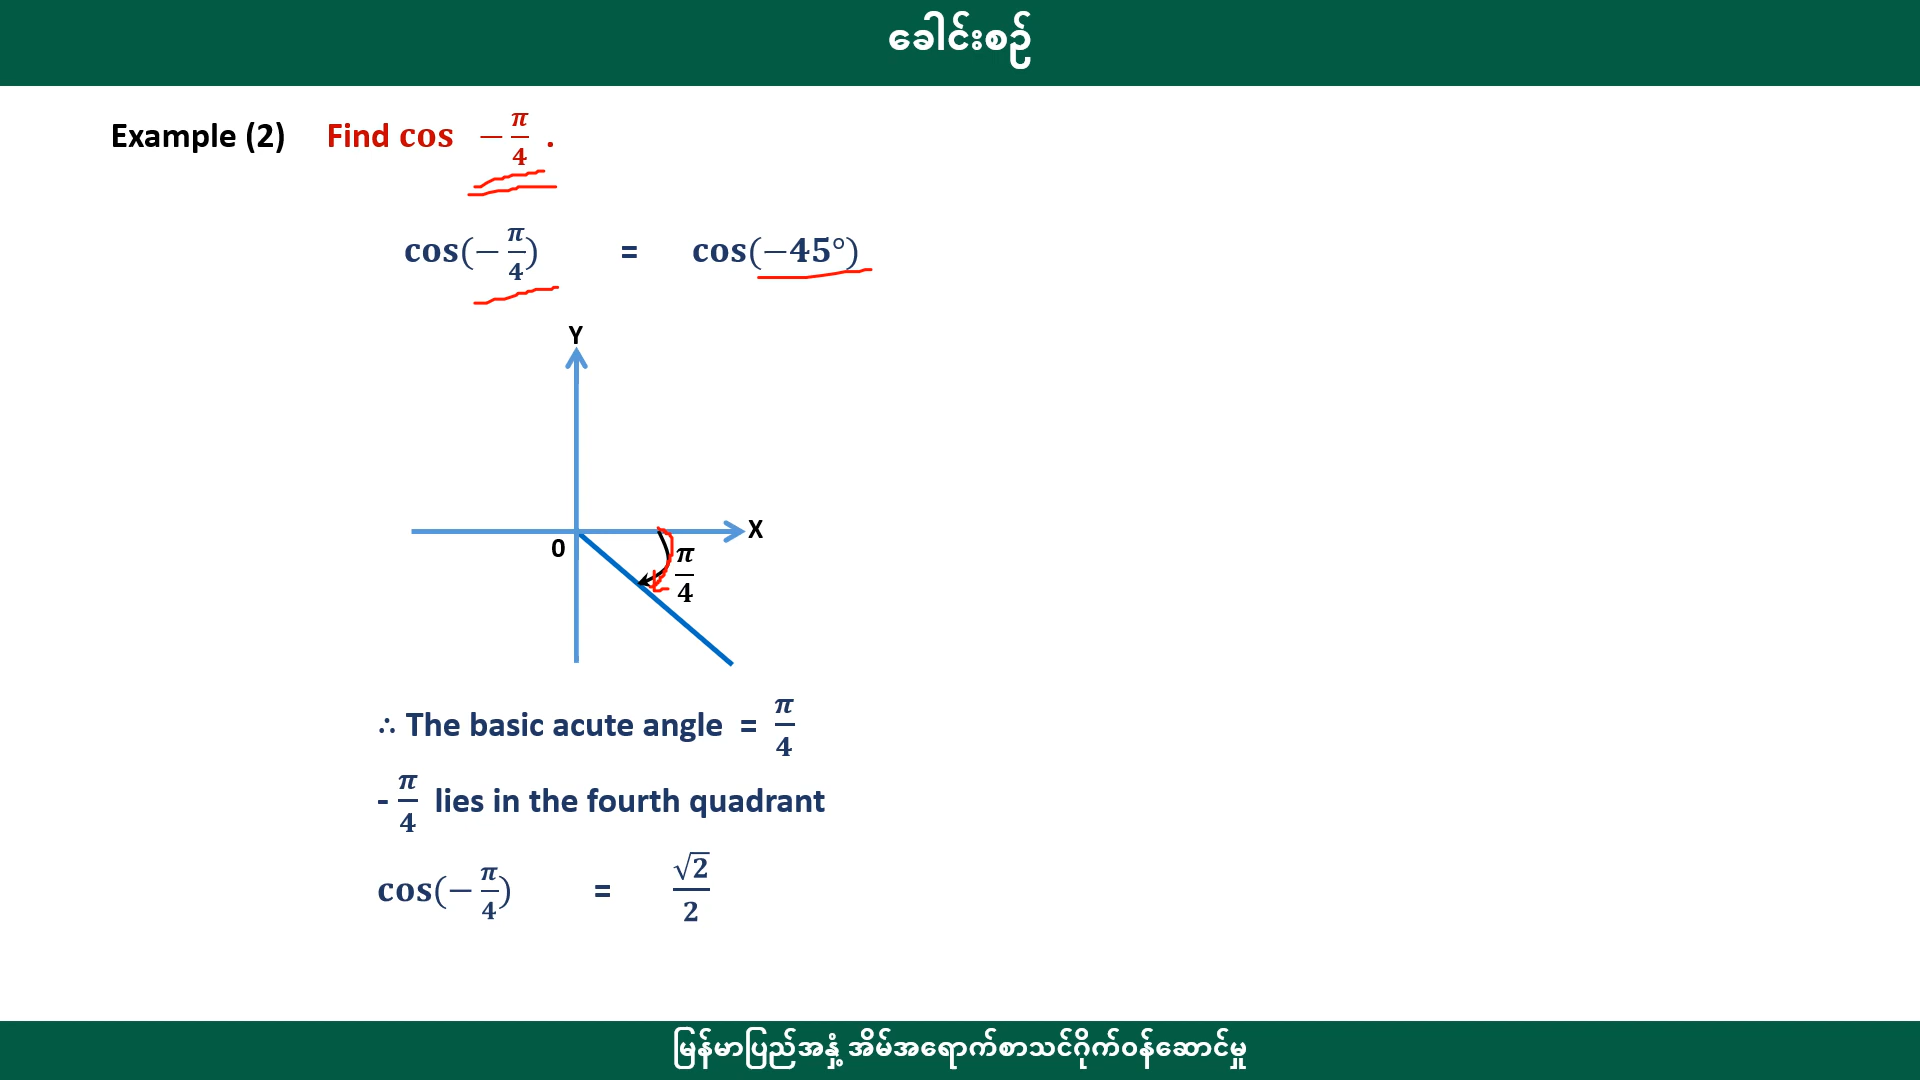 ခေါင်းစဉ်
Example (2) Find cos −π/4 .
cos(−π/4) = cos(−45°)
Y
X
0
π/4
∴ The basic acute angle = π/4
- π/4 lies in the fourth quadrant
cos(−π/4) = √2/2
မြန်မာပြည်အနှံ့ အိမ်အရောက်စာသင်ဂိုက်ဝန်ဆောင်မှု